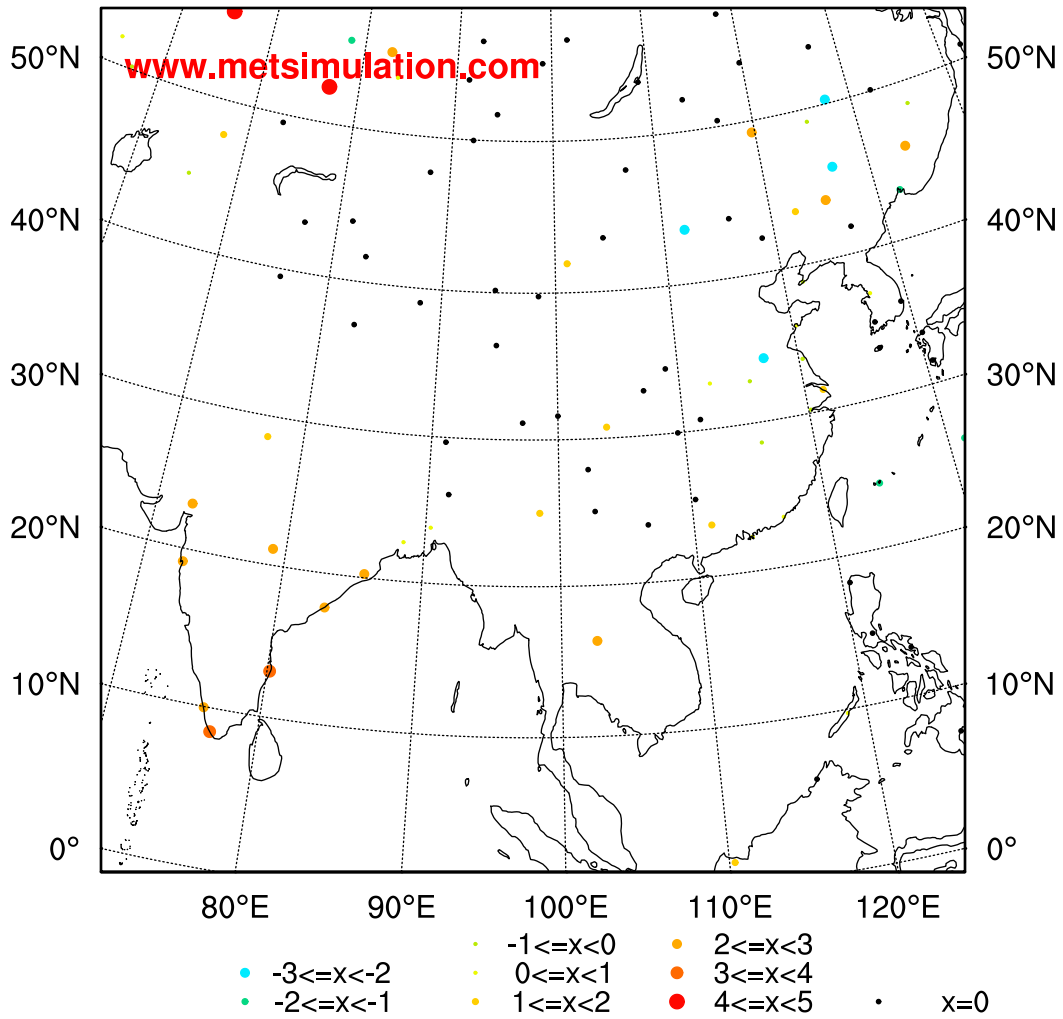 50°N 50°N
www.metsimulation.com
40°N 40°N
30°N 30°N
20°N 20°N
10°N 10°N
0° 0°
80°E 90°E 100°E 110°E 120°E
-1<=x<0 2<=x<3
-3<=x<-2 0<=x<1 3<=x<4
-2<=x<-1 1<=x<2 4<=x<5 x=0